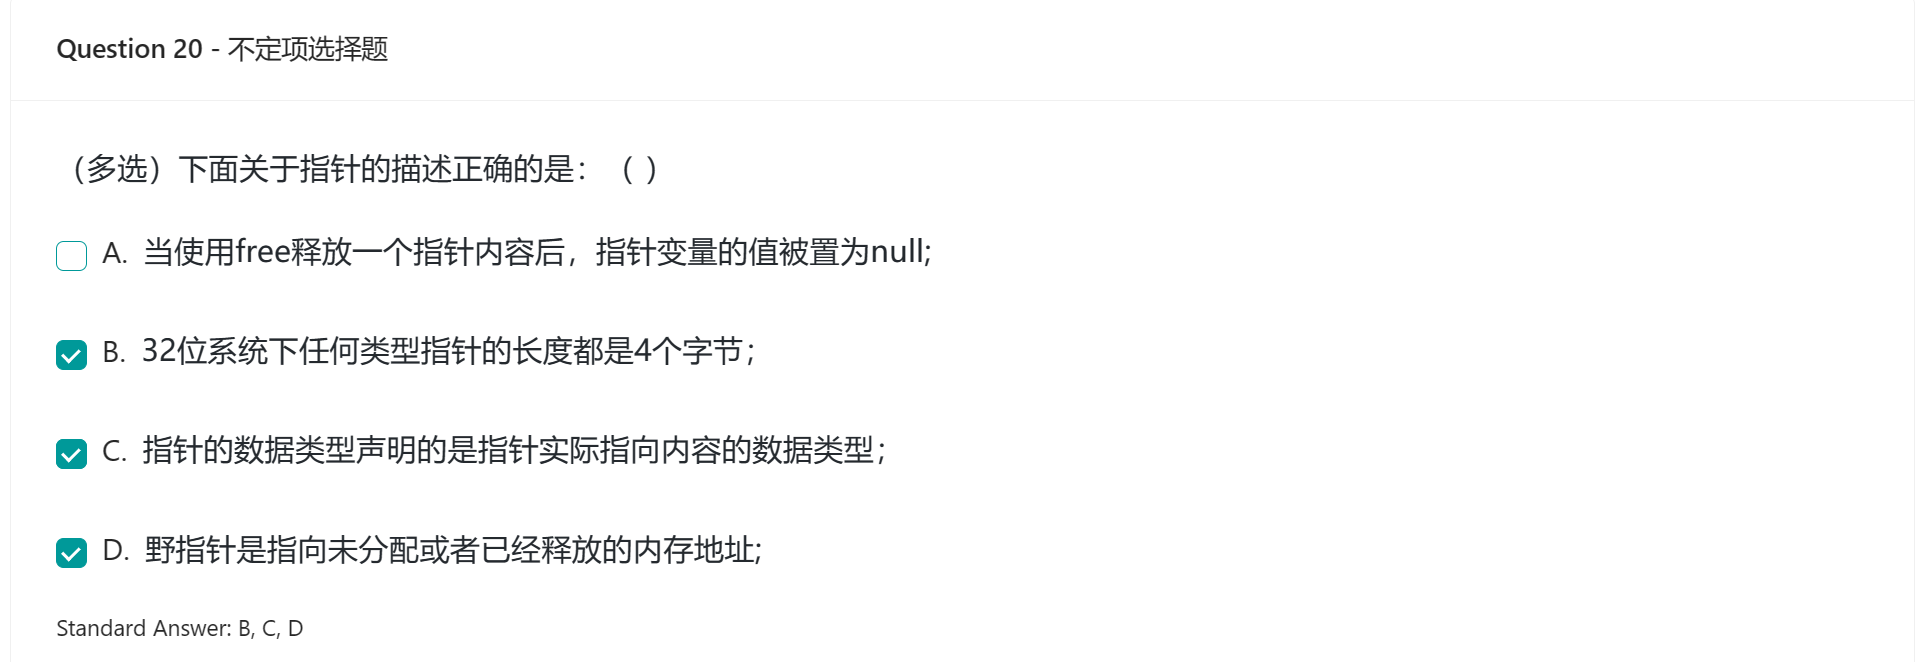 Question 20 - 不定项选择题
（多选）下面关于指针的描述正确的是：（ ）
A. 当使用free释放一个指针内容后，指针变量的值被置为null;
B. 32位系统下任何类型指针的长度都是4个字节；
C. 指针的数据类型声明的是指针实际指向内容的数据类型；
D. 野指针是指向未分配或者已经释放的内存地址;
Standard Answer: B, C, D